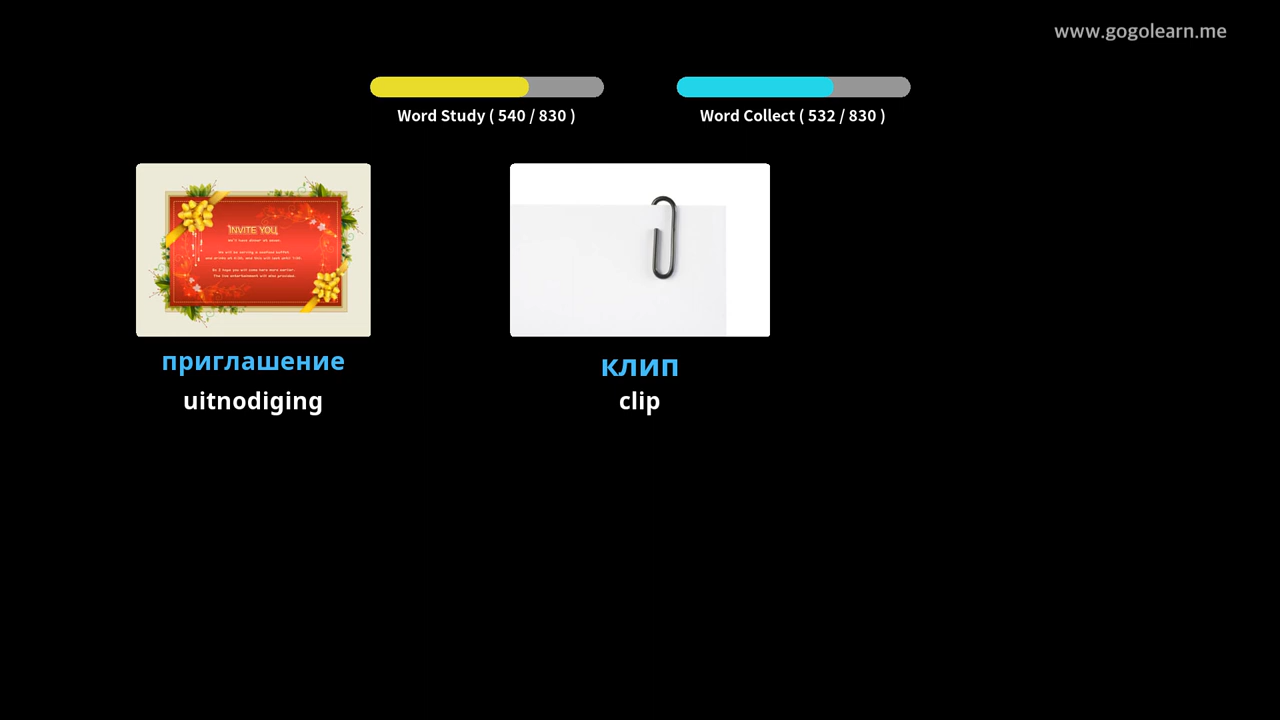 www.gogolearn.me
Word Study ( 540 / 830 )
Word Collect ( 532 / 830 )
INVITE YOU
приглашение
клип
uitnodiging
clip